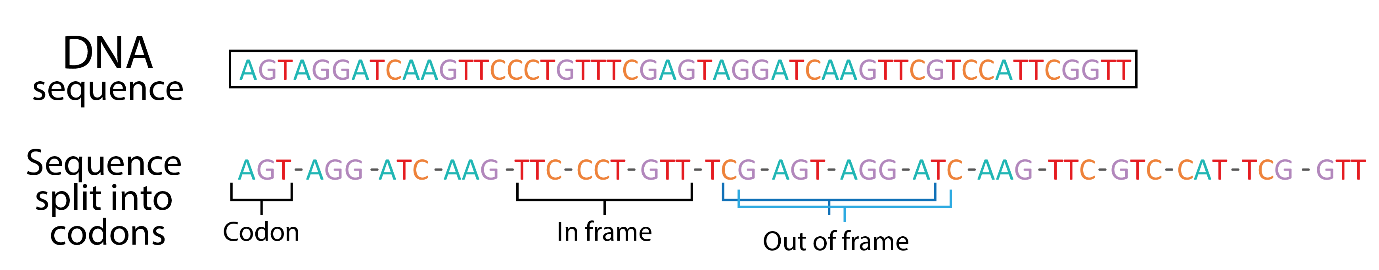 DNA
sequence
AGTAGGATCAAGTTCCCTGTTTCGAGTAGGATCAAGTTCGTCCATTCGGTT
Sequence
split into
codons
AGT-AGG-ATC-AAG-TTC-CCT-GTT-TCG-AGT-AGG-ATC-AAG-TTC-GTC-CAT-TCG-GTT
Codon
In frame
Out of frame